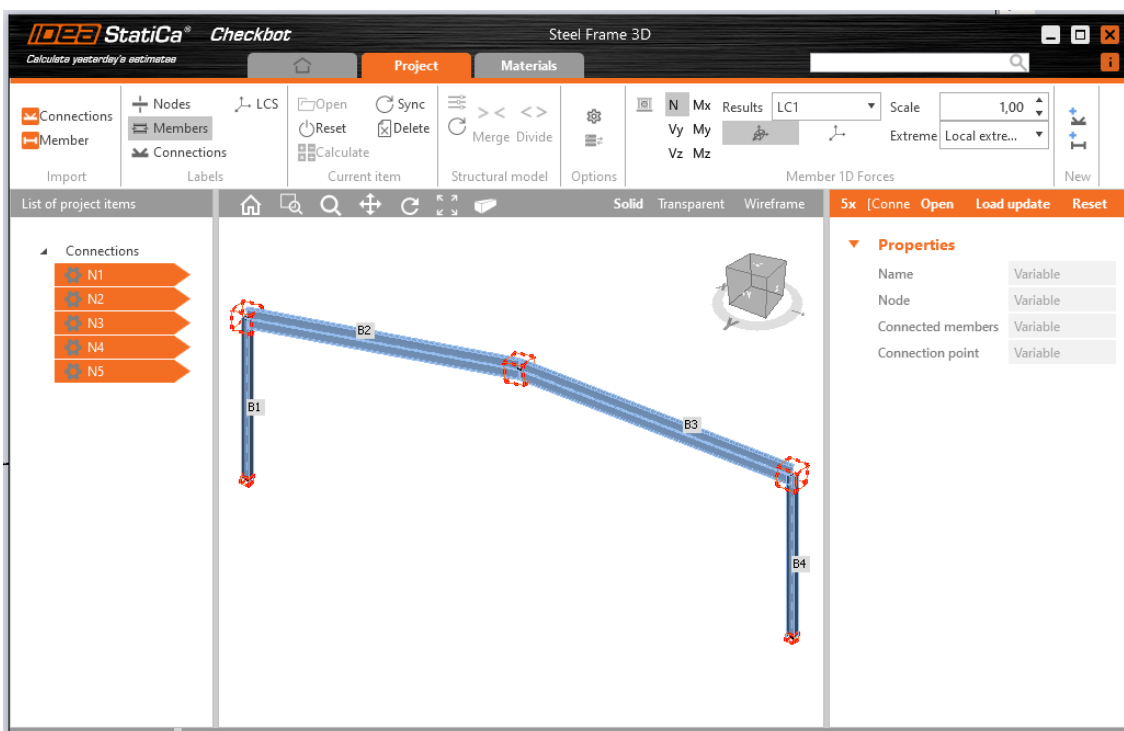 IDEA StatiCa® Checkbot
Steel Frame 3D
Calculate yesterday's estimates
Project
Materials
i
Connections
Member
Import
Nodes
Members
Connections
LCS
Labels
Open
Sync
Reset
Delete
Calculate
Current item
Merge Divide
Structural model
Options
N Mx
Vy My
Vz Mz
Results LC1
Scale 1,00
Extreme Local extre...
Member 1D Forces
New
List of project items
Solid Transparent Wireframe
5x [Conne Open Load update Reset
Connections
N1
N2
N3
N4
N5
B2
B1
B3
B4
Properties
Name Variable
Node Variable
Connected members Variable
Connection point Variable